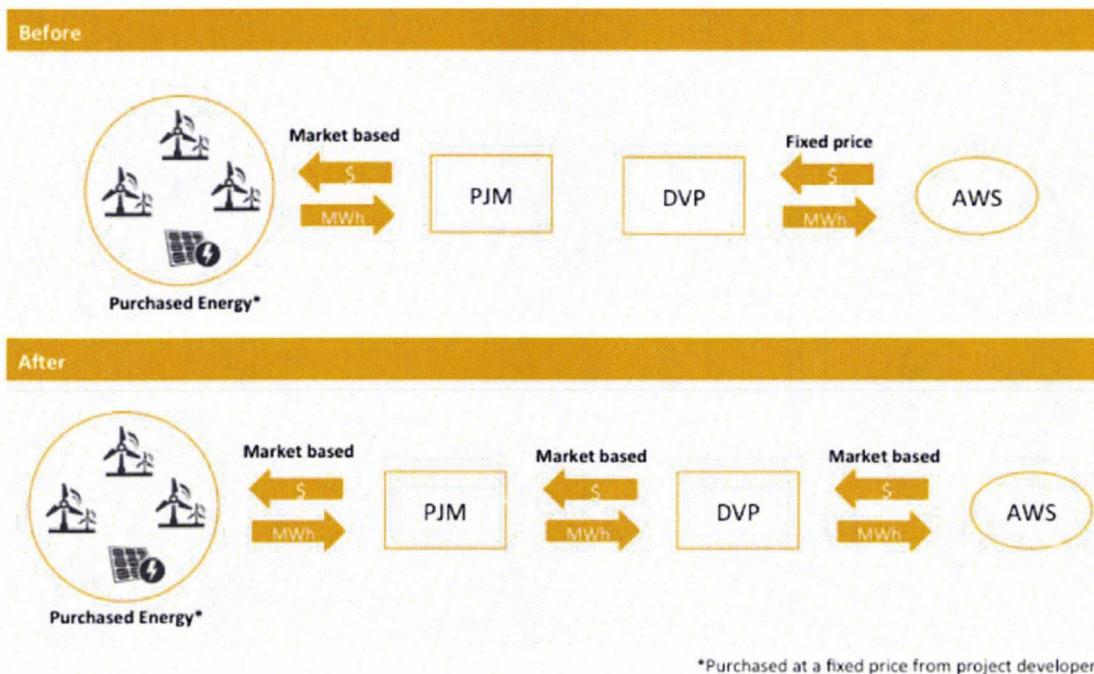 Before
Market based
Fixed price
$
$
PJM
DVP
AWS
MWh
MWh
Purchased Energy*
After
Market based
Market based
Market based
$
$
$
PJM
DVP
AWS
MWh
MWh
MWh
Purchased Energy*
*Purchased at a fixed price from project developer